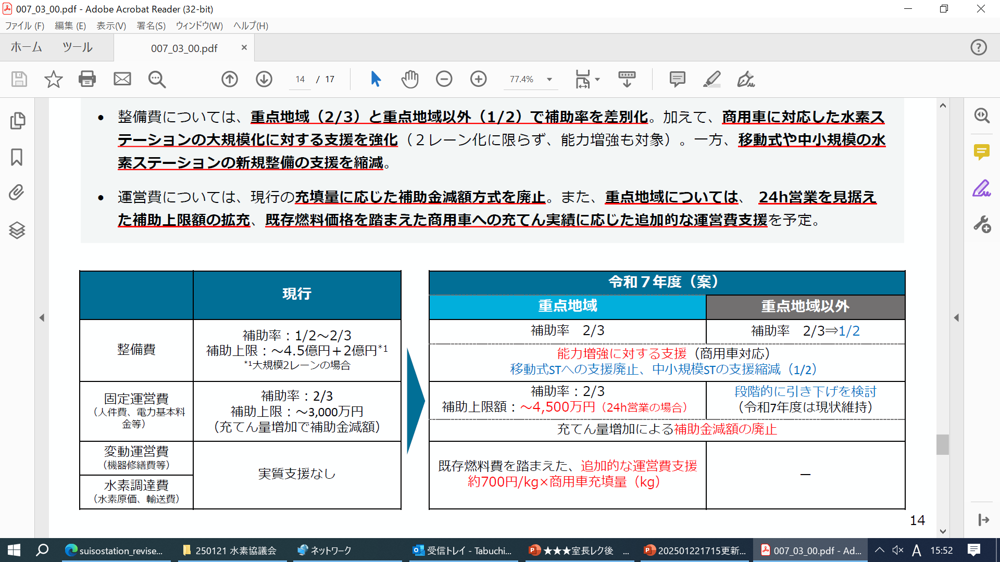 007_03_00.pdf - Adobe Acrobat Reader (32-bit)
ファイル (F) 編集 (E) 表示(V) 署名(S) ウィンドウ(W) ヘルプ(H)
ホーム ツール 007_03_00.pdf ×
14 / 17 77.4%
• 整備費については、重点地域（2/3）と重点地域以外（1/2）で補助率を差別化。加えて、商用車に対応した水素ス
テーションの大規模化に対する支援を強化（２レーン化に限らず、能力増強も対象）。一方、移動式や中小規模の水
素ステーションの新規整備の支援を縮減。
• 運営費については、現行の充填量に応じた補助金減額方式を廃止。また、重点地域については、 24h営業を見据え
た補助上限額の拡充、既存燃料価格を踏まえた商用車への充てん実績に応じた追加的な運営費支援を予定。
現行
整備費
補助率：1/2～2/3
補助上限：～4.5億円＋2億円*1
*1大規模2レーンの場合
固定運営費
（人件費、電力基本料
金等）
補助率：2/3
補助上限：～3,000万円
（充てん量増加で補助金減額）
変動運営費
（機器修繕費等）
水素調達費
（水素原価、輸送費）
実質支援なし
令和７年度（案）
重点地域 重点地域以外
補助率　2/3 補助率　2/3⇒1/2
能力増強に対する支援（商用車対応）
移動式STへの支援廃止、中小規模STの支援縮減（1/2）
補助率：2/3
補助上限額：～4,500万円（24h営業の場合）
段階的に引き下げを検討
（令和7年度は現状維持）
充てん量増加による補助金減額の廃止
既存燃料費を踏まえた、追加的な運営費支援
約700円/kg×商用車充填量（kg）
－
14
suisostation_revise... 250121 水素協議会 ネットワーク 受信トレイ - Tabuchi... ★★★室長レク後 ... 202501221715更新... 007_03_00.pdf - Ad... A 15:52